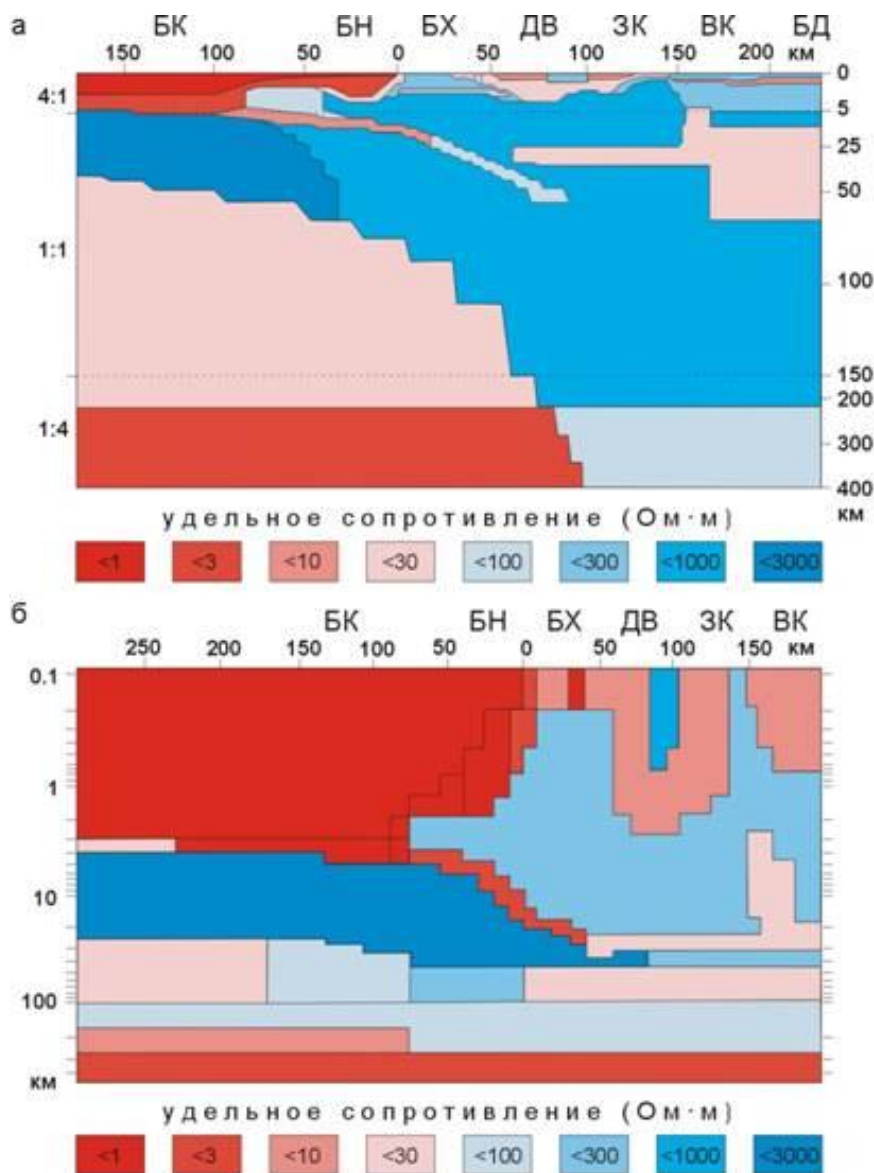 а БК БН БХ ДВ ЗК ВК БД
150 100 50 0 50 100 150 200 км
4:1
1:1
1:4
0
5
25
50
100
150
200
300
400
км
удельное сопротивление (Ом·м)
<1 <3 <10 <30 <100 <300 <1000 <3000
б БК БН БХ ДВ ЗК ВК
250 200 150 100 50 0 50 100 150 км
0.1
1
10
100
км
удельное сопротивление (Ом·м)
<1 <3 <10 <30 <100 <300 <1000 <3000